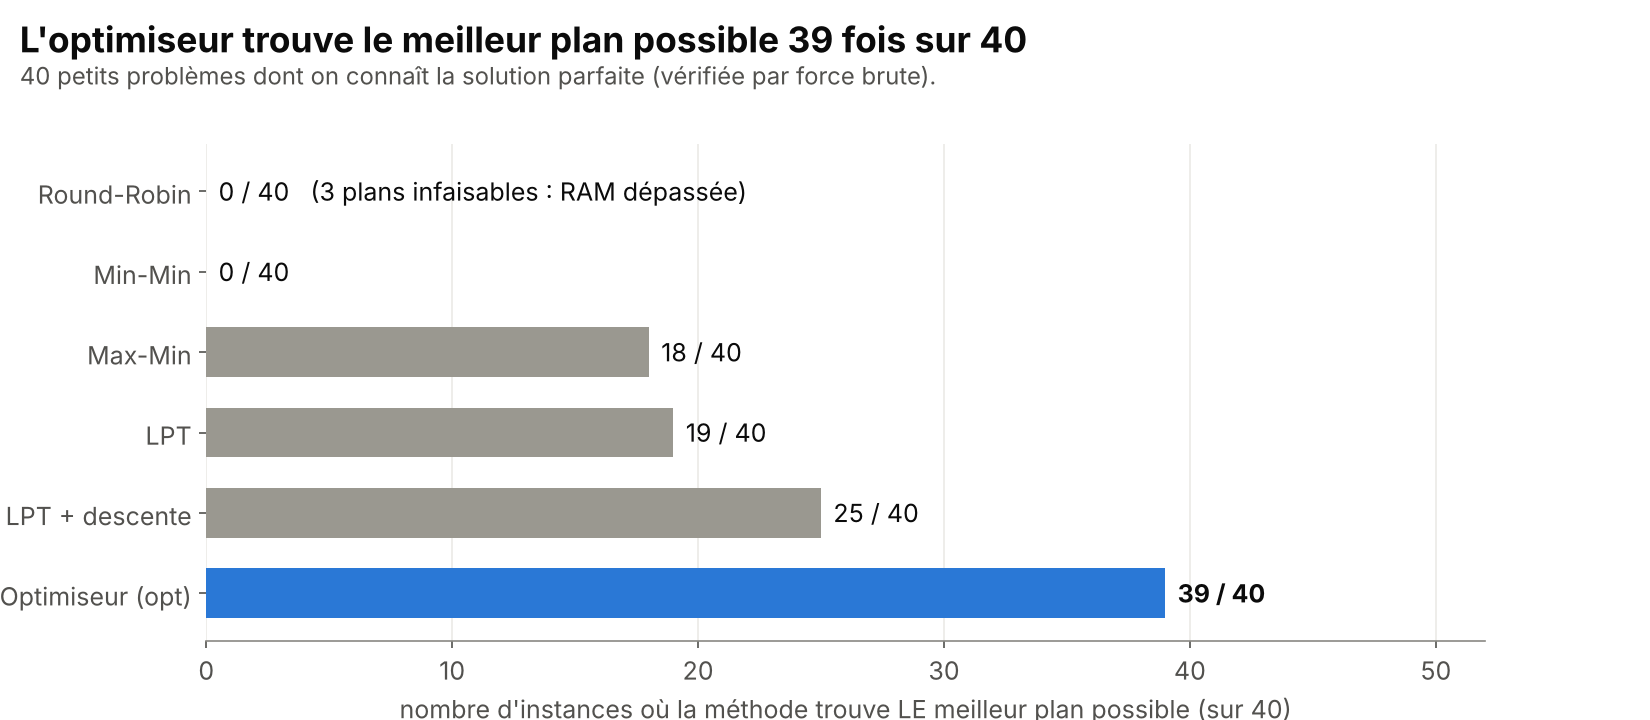 L'optimiseur trouve le meilleur plan possible 39 fois sur 40
40 petits problèmes dont on connaît la solution parfaite (vérifiée par force brute).
Round-Robin 0 / 40 (3 plans infaisables : RAM dépassée)
Min-Min 0 / 40
Max-Min 18 / 40
LPT 19 / 40
LPT + descente 25 / 40
Optimiseur (opt) 39 / 40
0 10 20 30 40 50
nombre d'instances où la méthode trouve LE meilleur plan possible (sur 40)